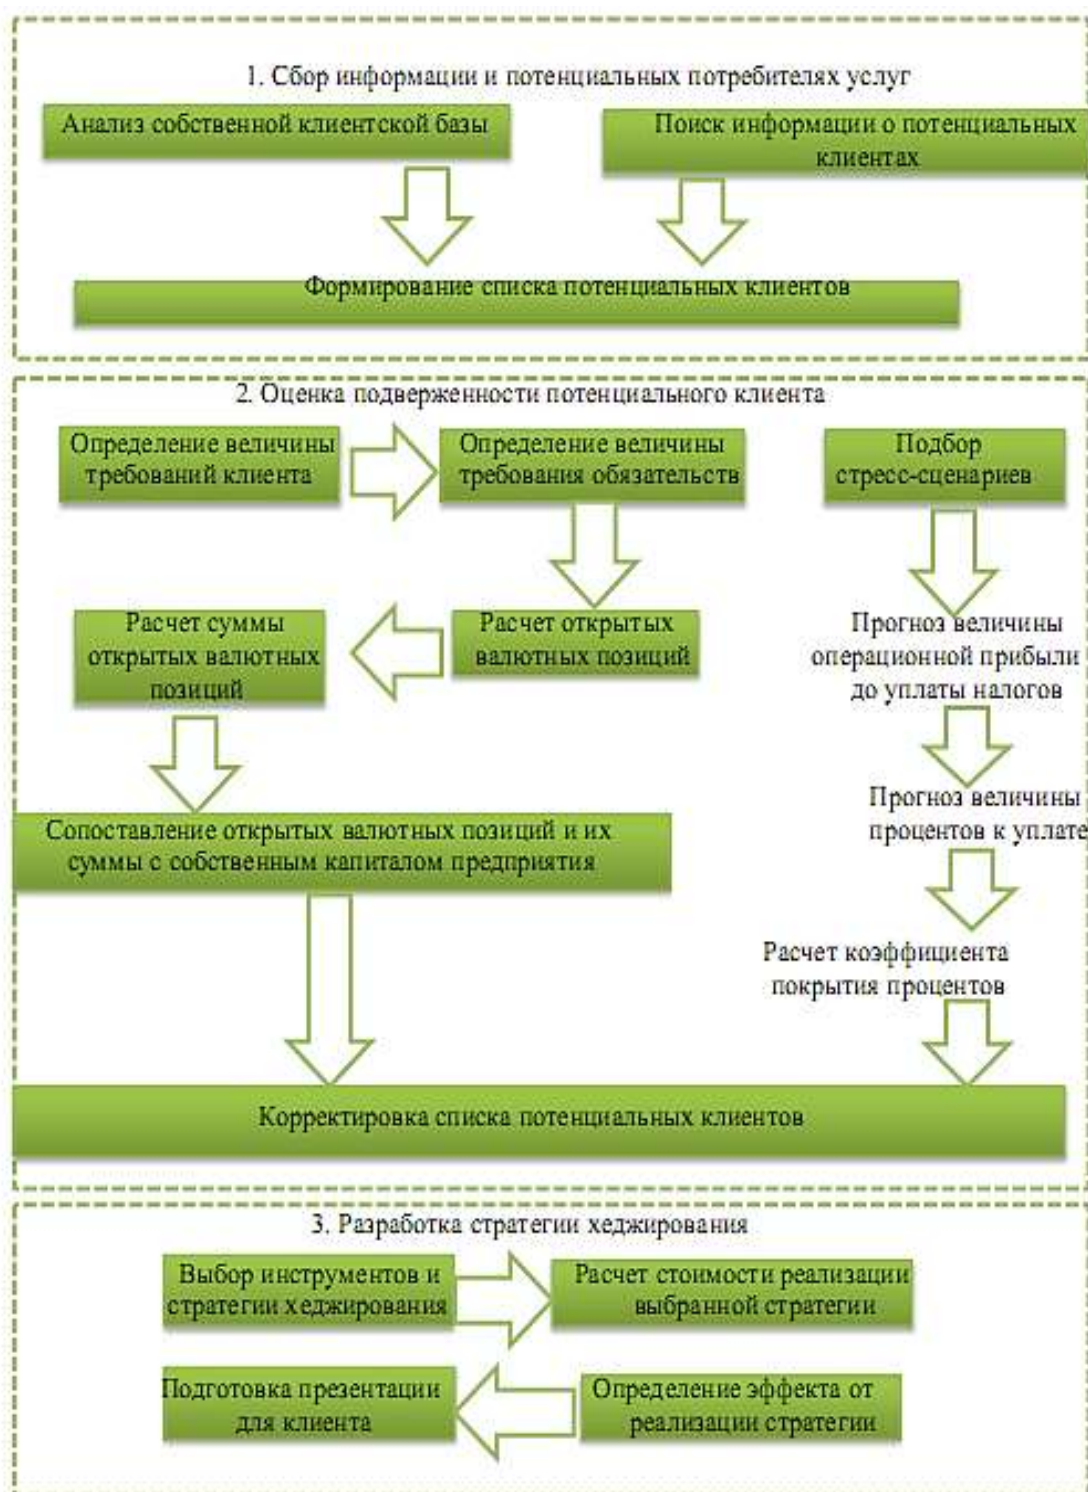 1. Сбор информации и потенциальных потребителях услуг
Анализ собственной клиентской базы
Поиск информации о потенциальных
клиентах
Формирование списка потенциальных клиентов
2. Оценка подверженности потенциального клиента
Определение величины
требований клиента
Определение величины
требования обязательств
Подбор
стресс-сценариев
Расчет суммы
открытых валютных
позиций
Расчет открытых
валютных позиций
Прогноз величины
операционной прибыли
до уплаты налогов
Прогноз величины
процентов к уплате
Сопоставление открытых валютных позиций и их
суммы с собственным капиталом предприятия
Расчет коэффициента
покрытия процентов
Корректировка списка потенциальных клиентов
3. Разработка стратегии хеджирования
Выбор инструментов и
стратегии хеджирования
Расчет стоимости реализации
выбранной стратегии
Подготовка презентации
для клиента
Определение эффекта от
реализации стратегии